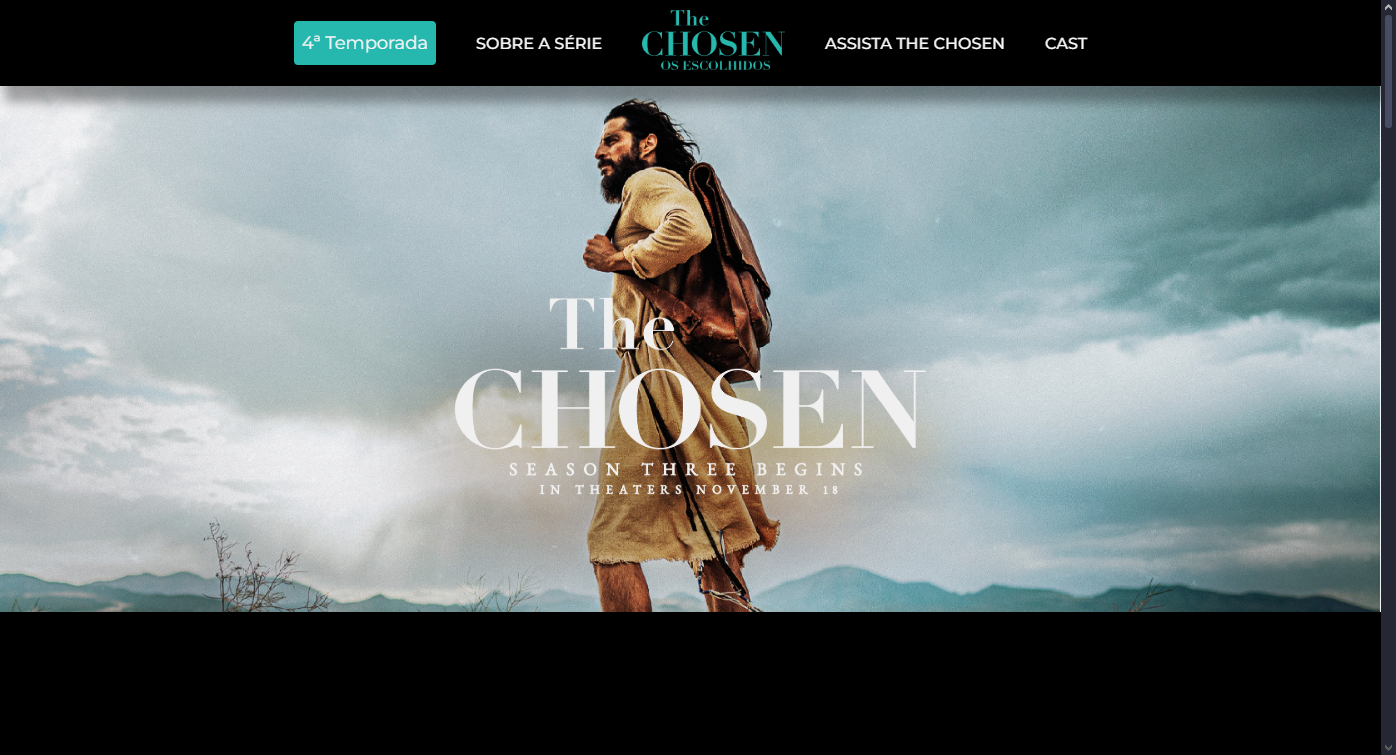 4ª Temporada
SOBRE A SÉRIE
The
CHOSEN
OS ESCOLHIDOS
ASSISTA THE CHOSEN
CAST
The
CHOSEN
SEASON THREE BEGINS
IN THEATERS NOVEMBER 18